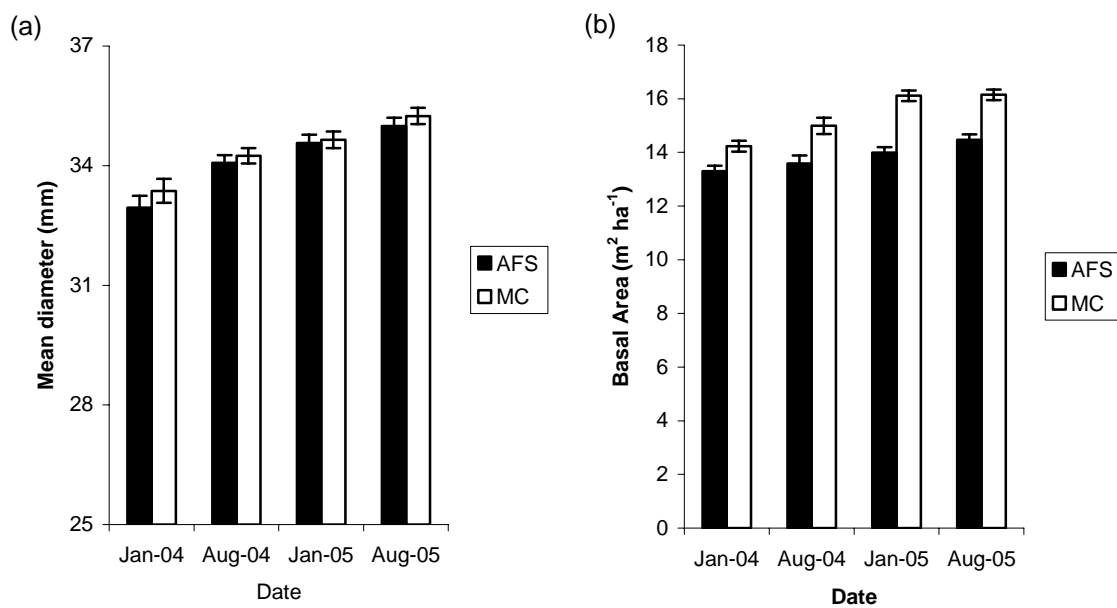 (a)
37
33
31
28
25
Mean diameter (mm)
Jan-04 Aug-04 Jan-05 Aug-05
Date
AFS
MC
(b)
18
16
14
12
10
8
6
4
2
0
Basal Area (m² ha⁻¹)
Jan-04 Aug-04 Jan-05 Aug-05
Date
AFS
MC